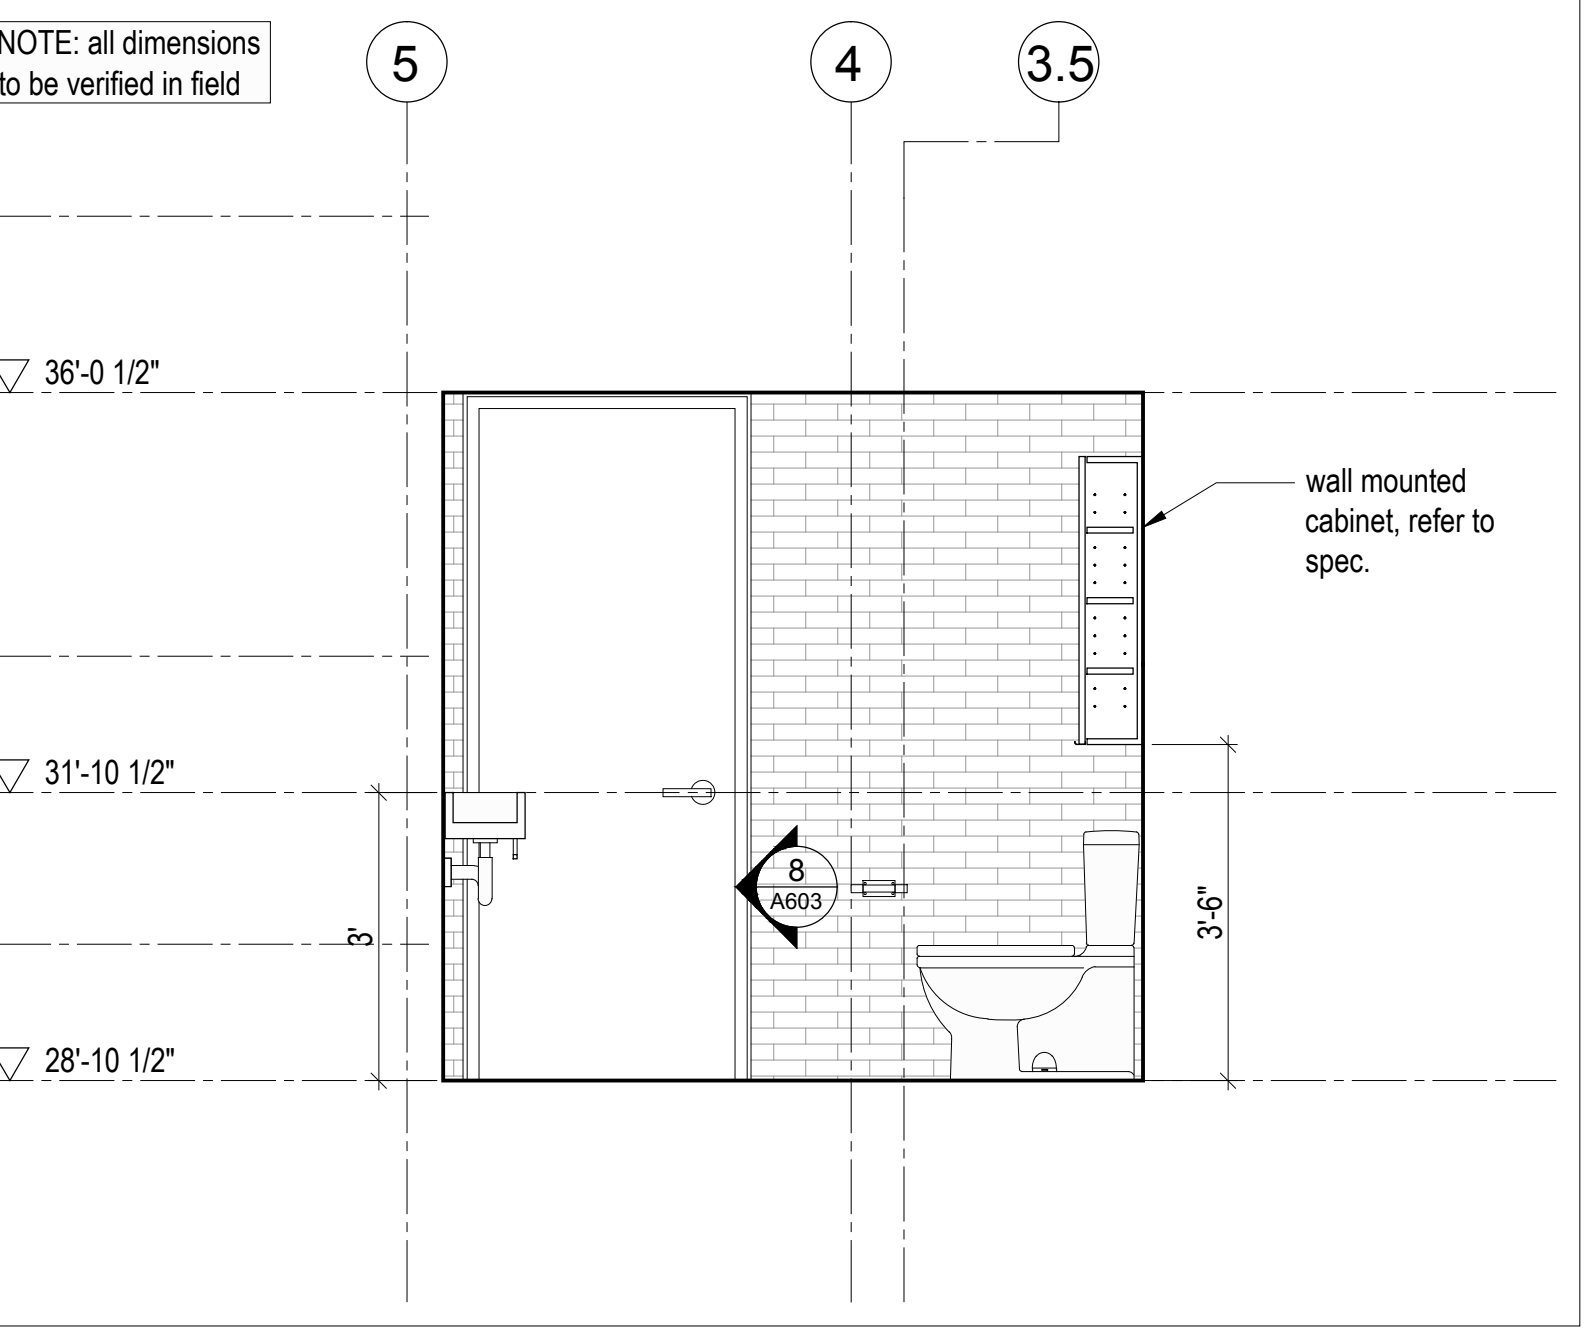 NOTE: all dimensions
to be verified in field
5
4
3.5
36'-0 1/2"
wall mounted
cabinet, refer to
spec.
31'-10 1/2"
8
A603
3'
3'-6"
28'-10 1/2"